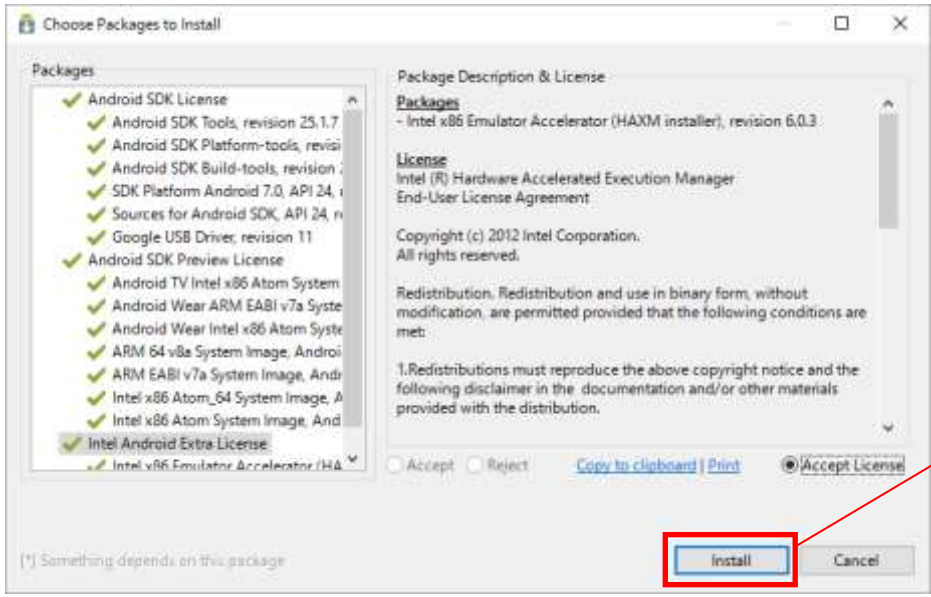 Choose Packages to Install
Packages
Android SDK License
Android SDK Tools, revision 25.1.7
Android SDK Platform-tools, revisi
Android SDK Build-tools, revision
SDK Platform Android 7.0, API 24,
Sources for Android SDK, API 24, r
Google USB Driver, revision 11
Android SDK Preview License
Android TV Intel x86 Atom System
Android Wear ARM EABI v7a Syste
Android Wear Intel x86 Atom Syste
ARM 64 v8a System Image, Androi
ARM EABI v7a System Image, Andr
Intel x86 Atom_64 System Image, A
Intel x86 Atom System Image, And
Intel Android Extra License
Intel x86 Emulator Accelerator (HA
[*] Something depends on this package
Package Description & License
Packages
- Intel x86 Emulator Accelerator (HAXM installer), revision 6.0.3
License
Intel (R) Hardware Accelerated Execution Manager
End-User License Agreement
Copyright (c) 2012 Intel Corporation.
All rights reserved.
Redistribution. Redistribution and use in binary form, without
modification, are permitted provided that the following conditions are
met:
1.Redistributions must reproduce the above copyright notice and the
following disclaimer in the documentation and/or other materials
provided with the distribution.
Accept Reject Copy to clipboard | Print Accept License
Install Cancel